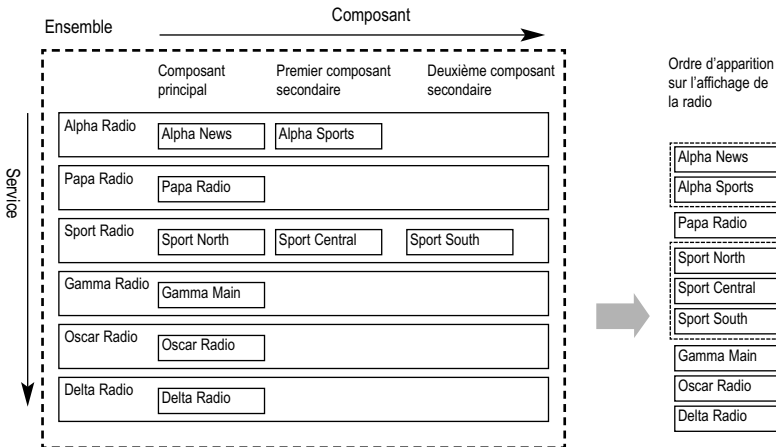 Ensemble
Composant
Composant principal
Premier composant secondaire
Deuxième composant secondaire
Service
Alpha Radio
Alpha News
Alpha Sports
Papa Radio
Papa Radio
Sport Radio
Sport North
Sport Central
Sport South
Gamma Radio
Gamma Main
Oscar Radio
Oscar Radio
Delta Radio
Delta Radio
Ordre d’apparition
sur l’affichage de
la radio
Alpha News
Alpha Sports
Papa Radio
Sport North
Sport Central
Sport South
Gamma Main
Oscar Radio
Delta Radio